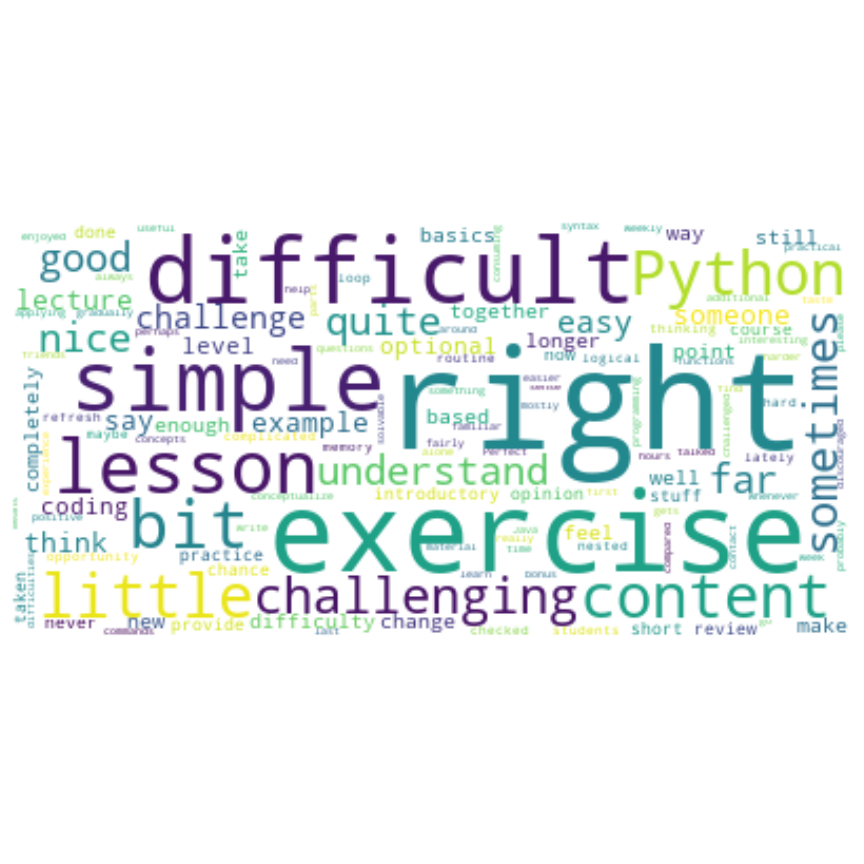 enjoyed
done
useful
basics
syntax
weekly
way
still
practical
good
always
take
difficult
consuming
Python
lecture
loop
help
parts
additional
taste
applying
gradually
challenge
perhaps
quite
together
around
easy
someone
thinking
course
please
nice
friends
level
questions
optional
longer
routine
now
logical
point
interesting
harder
functions
need
simple
right
easier
sense
find
sometimes
completely
something
programming
hard
refresh
say
enough
example
solvable
based
familiar
mostly
challenged
discouraged
maybe
concepts
complicated
memory
fairly
alone
Perfect
hours
talked
lately
experience
lesson
understand
well
far
conceptualize
introductory
opinion
first
stuff
whenever
coding
positive
bit
exercise
gets
write
Java
really
time
feel
compared
contact
week
think
opportunity
practice
material
nested
probably
chance
learn
bonus
taken
difficulties
little
challenging
content
never
new
provide
difficulty
change
commands
last
checked
students
short
review
make